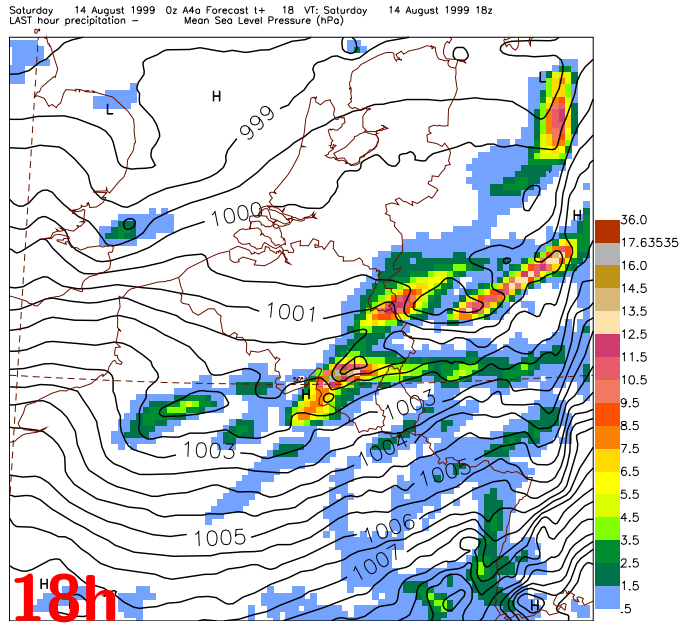 Saturday 14 August 1999 0z A4a Forecast t+ 18 VT: Saturday 14 August 1999 18z
LAST hour precipitation – Mean Sea Level Pressure (hPa)
0°
L
H
L
999
1000
H
36.0
17.63535
16.0
14.5
13.5
12.5
11.5
10.5
9.5
8.5
7.5
6.5
5.5
4.5
3.5
2.5
1.5
.5
1001
H
1003
1003
1004
1005
1005
1006
1007
H
H
18h